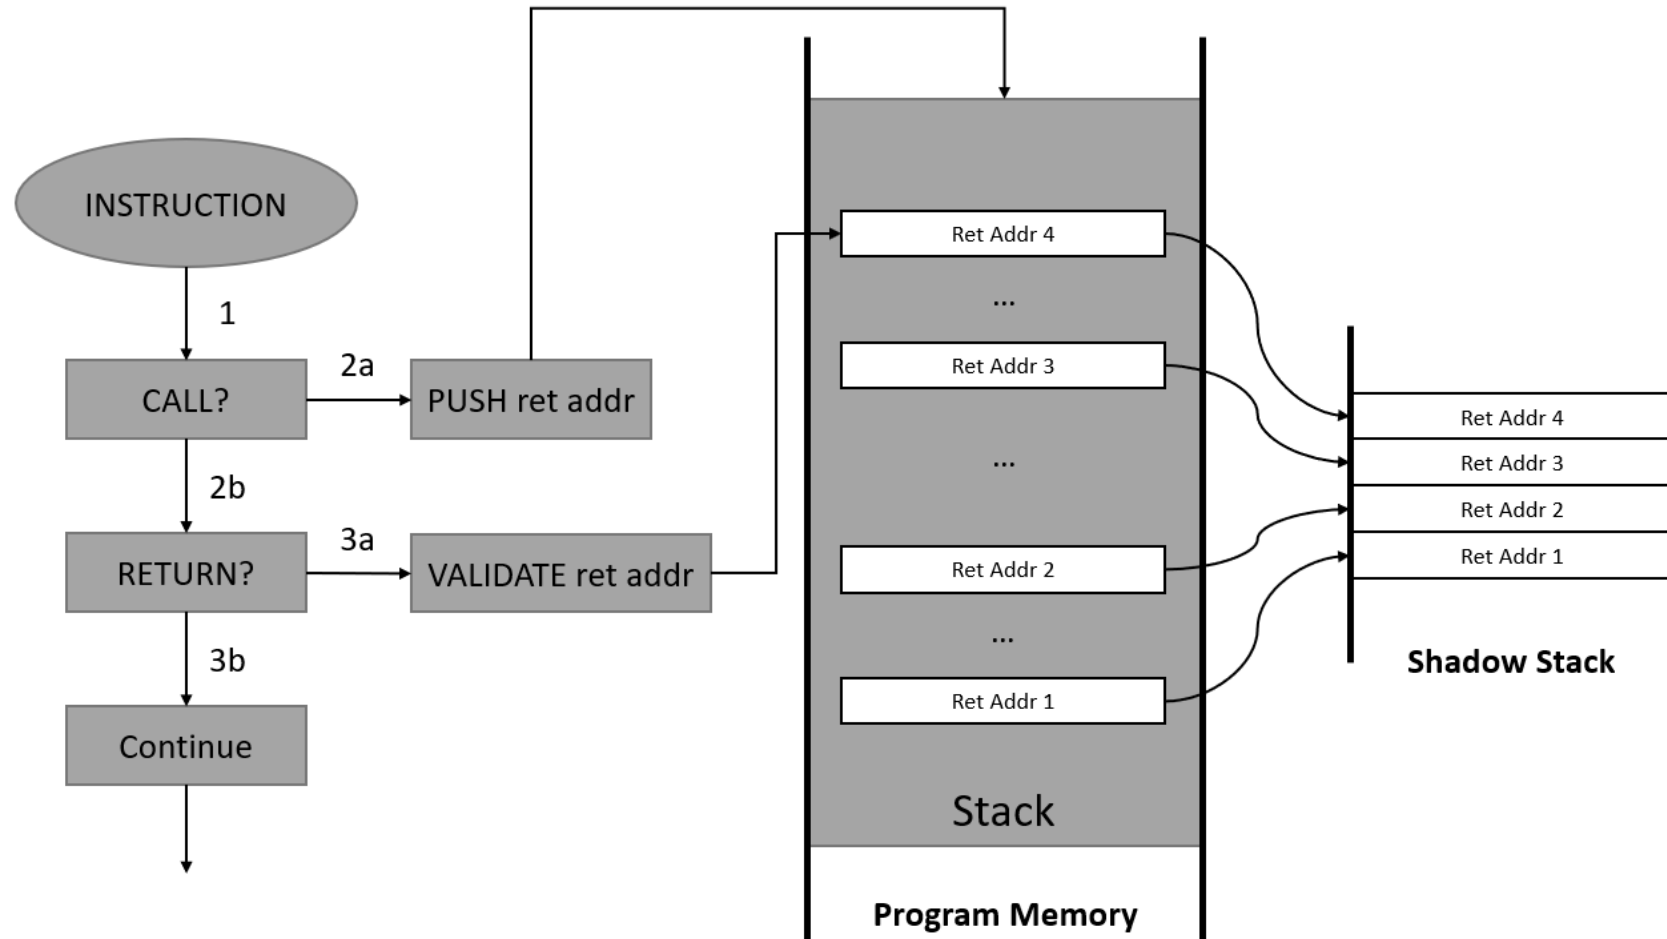 INSTRUCTION
1
CALL?
2a
PUSH ret addr
2b
RETURN?
3a
VALIDATE ret addr
3b
Continue
Ret Addr 4
...
Ret Addr 3
...
Ret Addr 2
...
Ret Addr 1
Stack
Program Memory
Ret Addr 4
Ret Addr 3
Ret Addr 2
Ret Addr 1
Shadow Stack